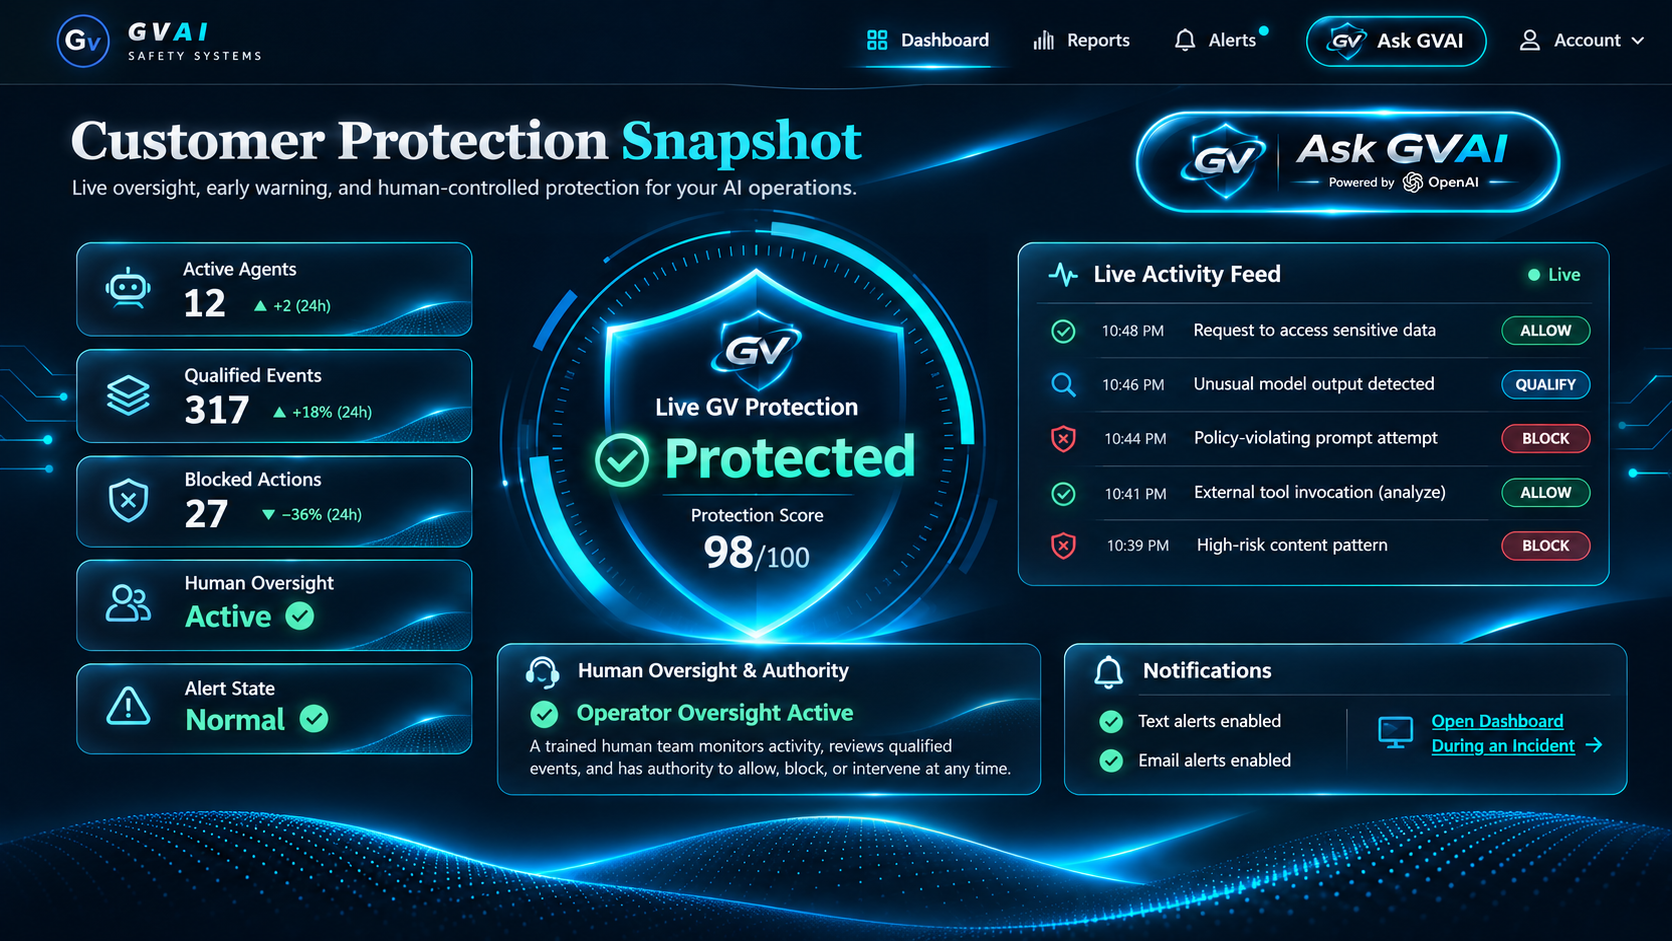 Gv
GVAI
SAFETY SYSTEMS
Dashboard
Reports
Alerts
GV Ask GVAI
Account
Customer Protection Snapshot
Live oversight, early warning, and human-controlled protection for your AI operations.
GV Ask GVAI
Powered by OpenAI
Active Agents
12 ▲ +2 (24h)
Qualified Events
317 ▲ +18% (24h)
Blocked Actions
27 ▼ −36% (24h)
Human Oversight
Active
Alert State
Normal
GV
Live GV Protection
Protected
Protection Score
98/100
Live Activity Feed Live
10:48 PM Request to access sensitive data ALLOW
10:46 PM Unusual model output detected QUALIFY
10:44 PM Policy-violating prompt attempt BLOCK
10:41 PM External tool invocation (analyze) ALLOW
10:39 PM High-risk content pattern BLOCK
Human Oversight & Authority
Operator Oversight Active
A trained human team monitors activity, reviews qualified
events, and has authority to allow, block, or intervene at any time.
Notifications
Text alerts enabled
Email alerts enabled
Open Dashboard
During an Incident →